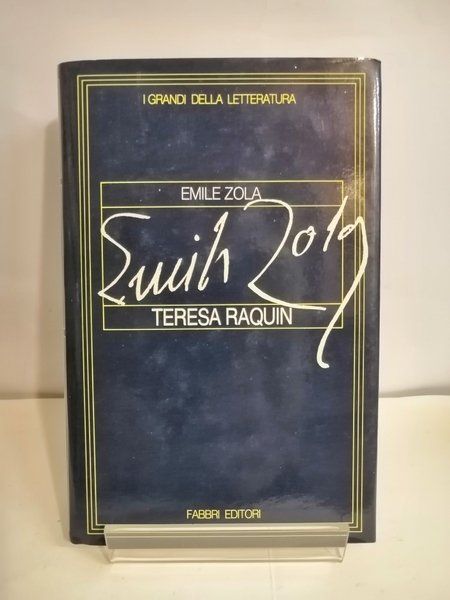 I GRANDI DELLA LETTERATURA
EMILE ZOLA
Emile Zola
TERESA RAQUIN
FABBRI EDITORI